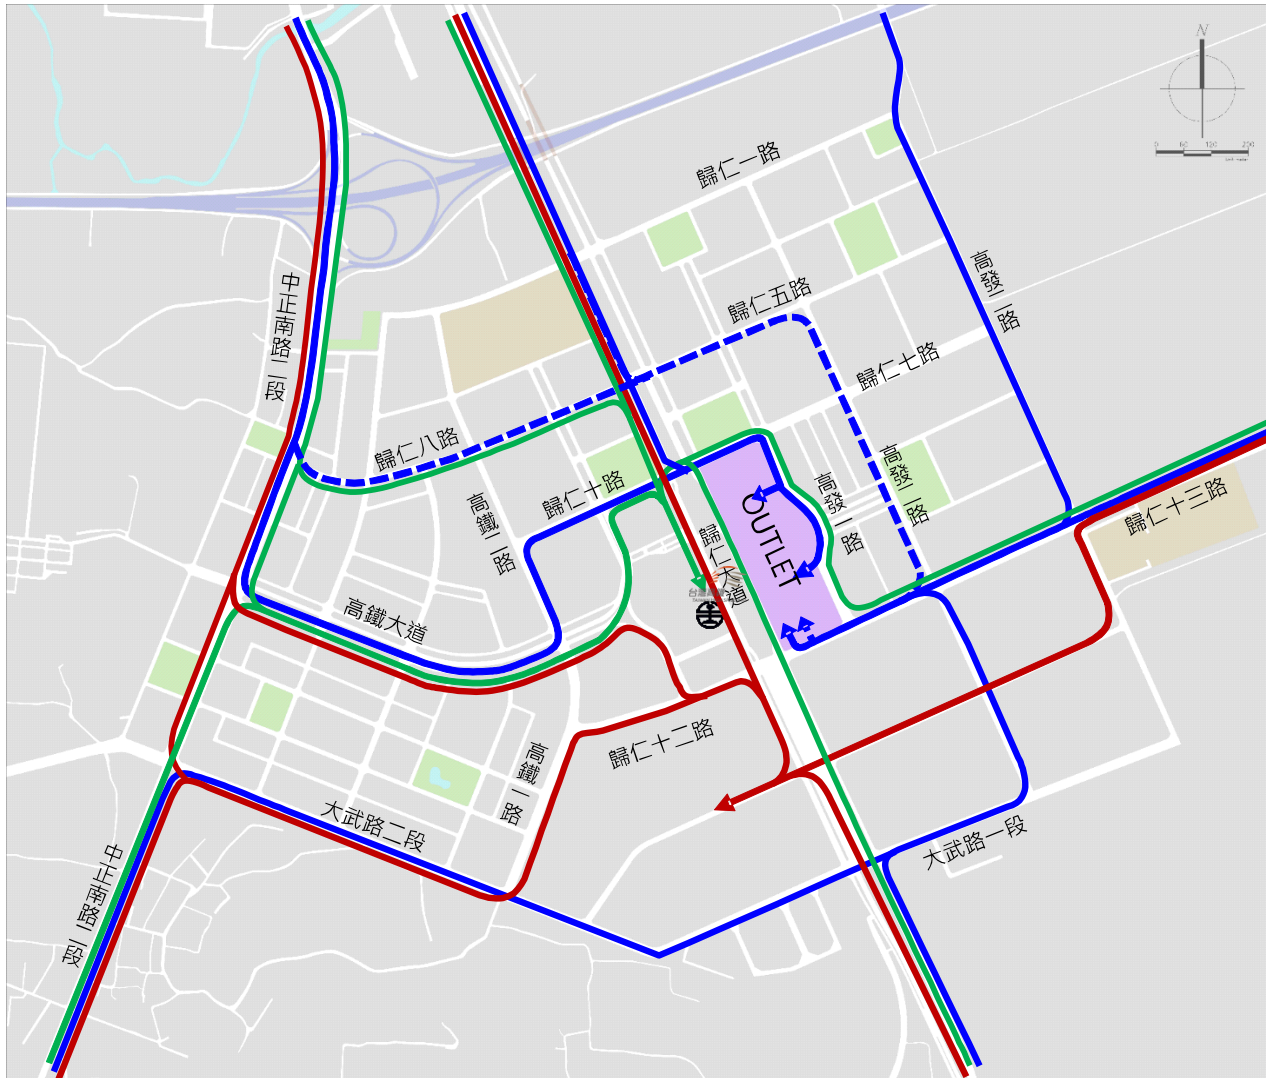 N
歸仁一路
高發三路
中正南路二段
歸仁五路
歸仁七路
歸仁八路
高發二路
歸仁十路
高鐵二路
高發一路
OUTLET
歸仁十三路
歸仁大道
高鐵大道
歸仁十二路
高鐵一路
大武路二段
大武路一段
中正南路二段